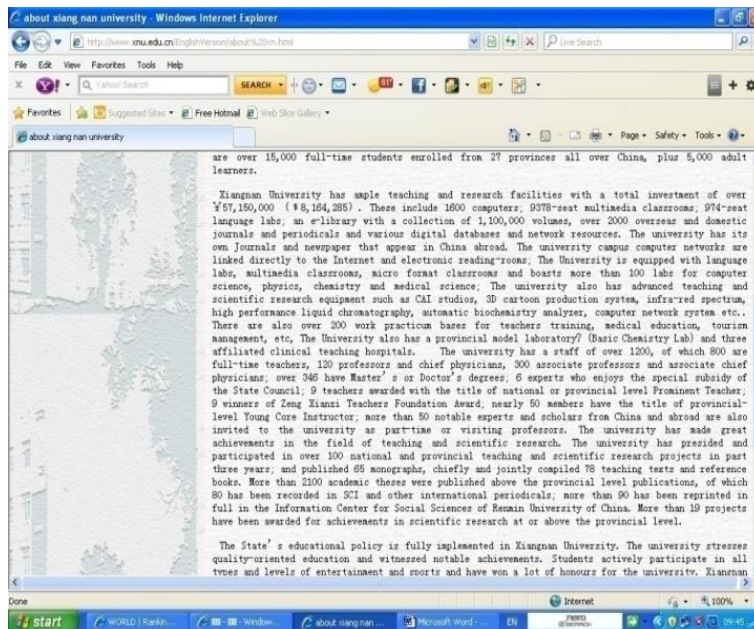 about xiang nan university - Windows Internet Explorer
http://www.xnu.edu.cn/EnglishVersion/about%20xn.html
Live Search
File Edit View Favorites Tools Help
Yahoo! Search
SEARCH
Favorites Suggested Sites Free Hotmail Web Slice Gallery
about xiang nan university
Page Safety Tools
are over 15,000 full-time students enrolled from 27 provinces all over China, plus 5,000 adult
learners.
Xiangnan University has ample teaching and research facilities with a total investment of over
¥57,150,000 ($8,164,285). These include 1600 computers; 9378-seat multimedia classrooms; 974-seat
language labs; an e-library with a collection of 1,100,000 volumes, over 2000 overseas and domestic
journals and periodicals and various digital databases and network resources. The university has its
own Journals and newspaper that appear in China abroad. The university campus computer networks are
linked directly to the Internet and electronic reading-rooms; The University is equipped with language
labs, multimedia classrooms, micro format classrooms and boasts more than 100 labs for computer
science, physics, chemistry and medical science; The university also has advanced teaching and
scientific research equipment such as CAI studios, 3D cartoon production system, infra-red spectrum,
high performance liquid chromatography, automatic biochemistry analyzer, computer network system etc..
There are also over 200 work practicum bases for teachers training, medical education, tourism
management, etc, The University also has a provincial model laboratory? (Basic Chemistry Lab) and three
affiliated clinical teaching hospitals. The university has a staff of over 1200, of which 800 are
full-time teachers, 120 professors and chief physicians, 300 associate professors and associate chief
physicians; over 346 have Master's or Doctor's degrees; 6 experts who enjoys the special subsidy of
the State Council; 9 teachers awarded with the title of national or provincial level Prominent Teacher;
9 winners of Zeng Xianzi Teachers Foundation Award; nearly 50 members have the title of provincial-
level Young Core Instructor; more than 50 notable experts and scholars from China and abroad are also
invited to the university as part-time or visiting professors. The university has made great
achievements in the field of teaching and scientific research. The university has presided and
participated in over 100 national and provincial teaching and scientific research projects in past
three years; and published 65 monographs, chiefly and jointly compiled 78 teaching texts and reference
books. More than 2100 academic theses were published above the provincial level publications, of which
80 has been recorded in SCI and other international periodicals; more than 90 has been reprinted in
full in the Information Center for Social Sciences of Renmin University of China. More than 19 projects
have been awarded for achievements in scientific research at or above the provincial level.
The State's educational policy is fully implemented in Xiangnan University. The university stresses
quality-oriented education and witnessed notable achievements. Students actively participate in all
types and levels of entertainment and sports and have won a lot of honours for the university. Xiangnan
Done Internet 100%
start WORLD | Rankin... about xiang nan ... Microsoft Word - ... EN nero 09:45